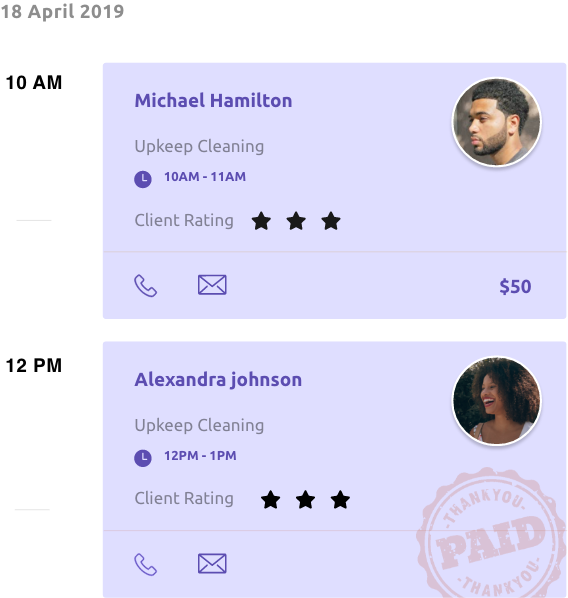 18 April 2019
10 AM
Michael Hamilton
Upkeep Cleaning
10AM - 11AM
Client Rating
$50
12 PM
Alexandra johnson
Upkeep Cleaning
12PM - 1PM
Client Rating
THANKYOU
PAID
THANKYOU